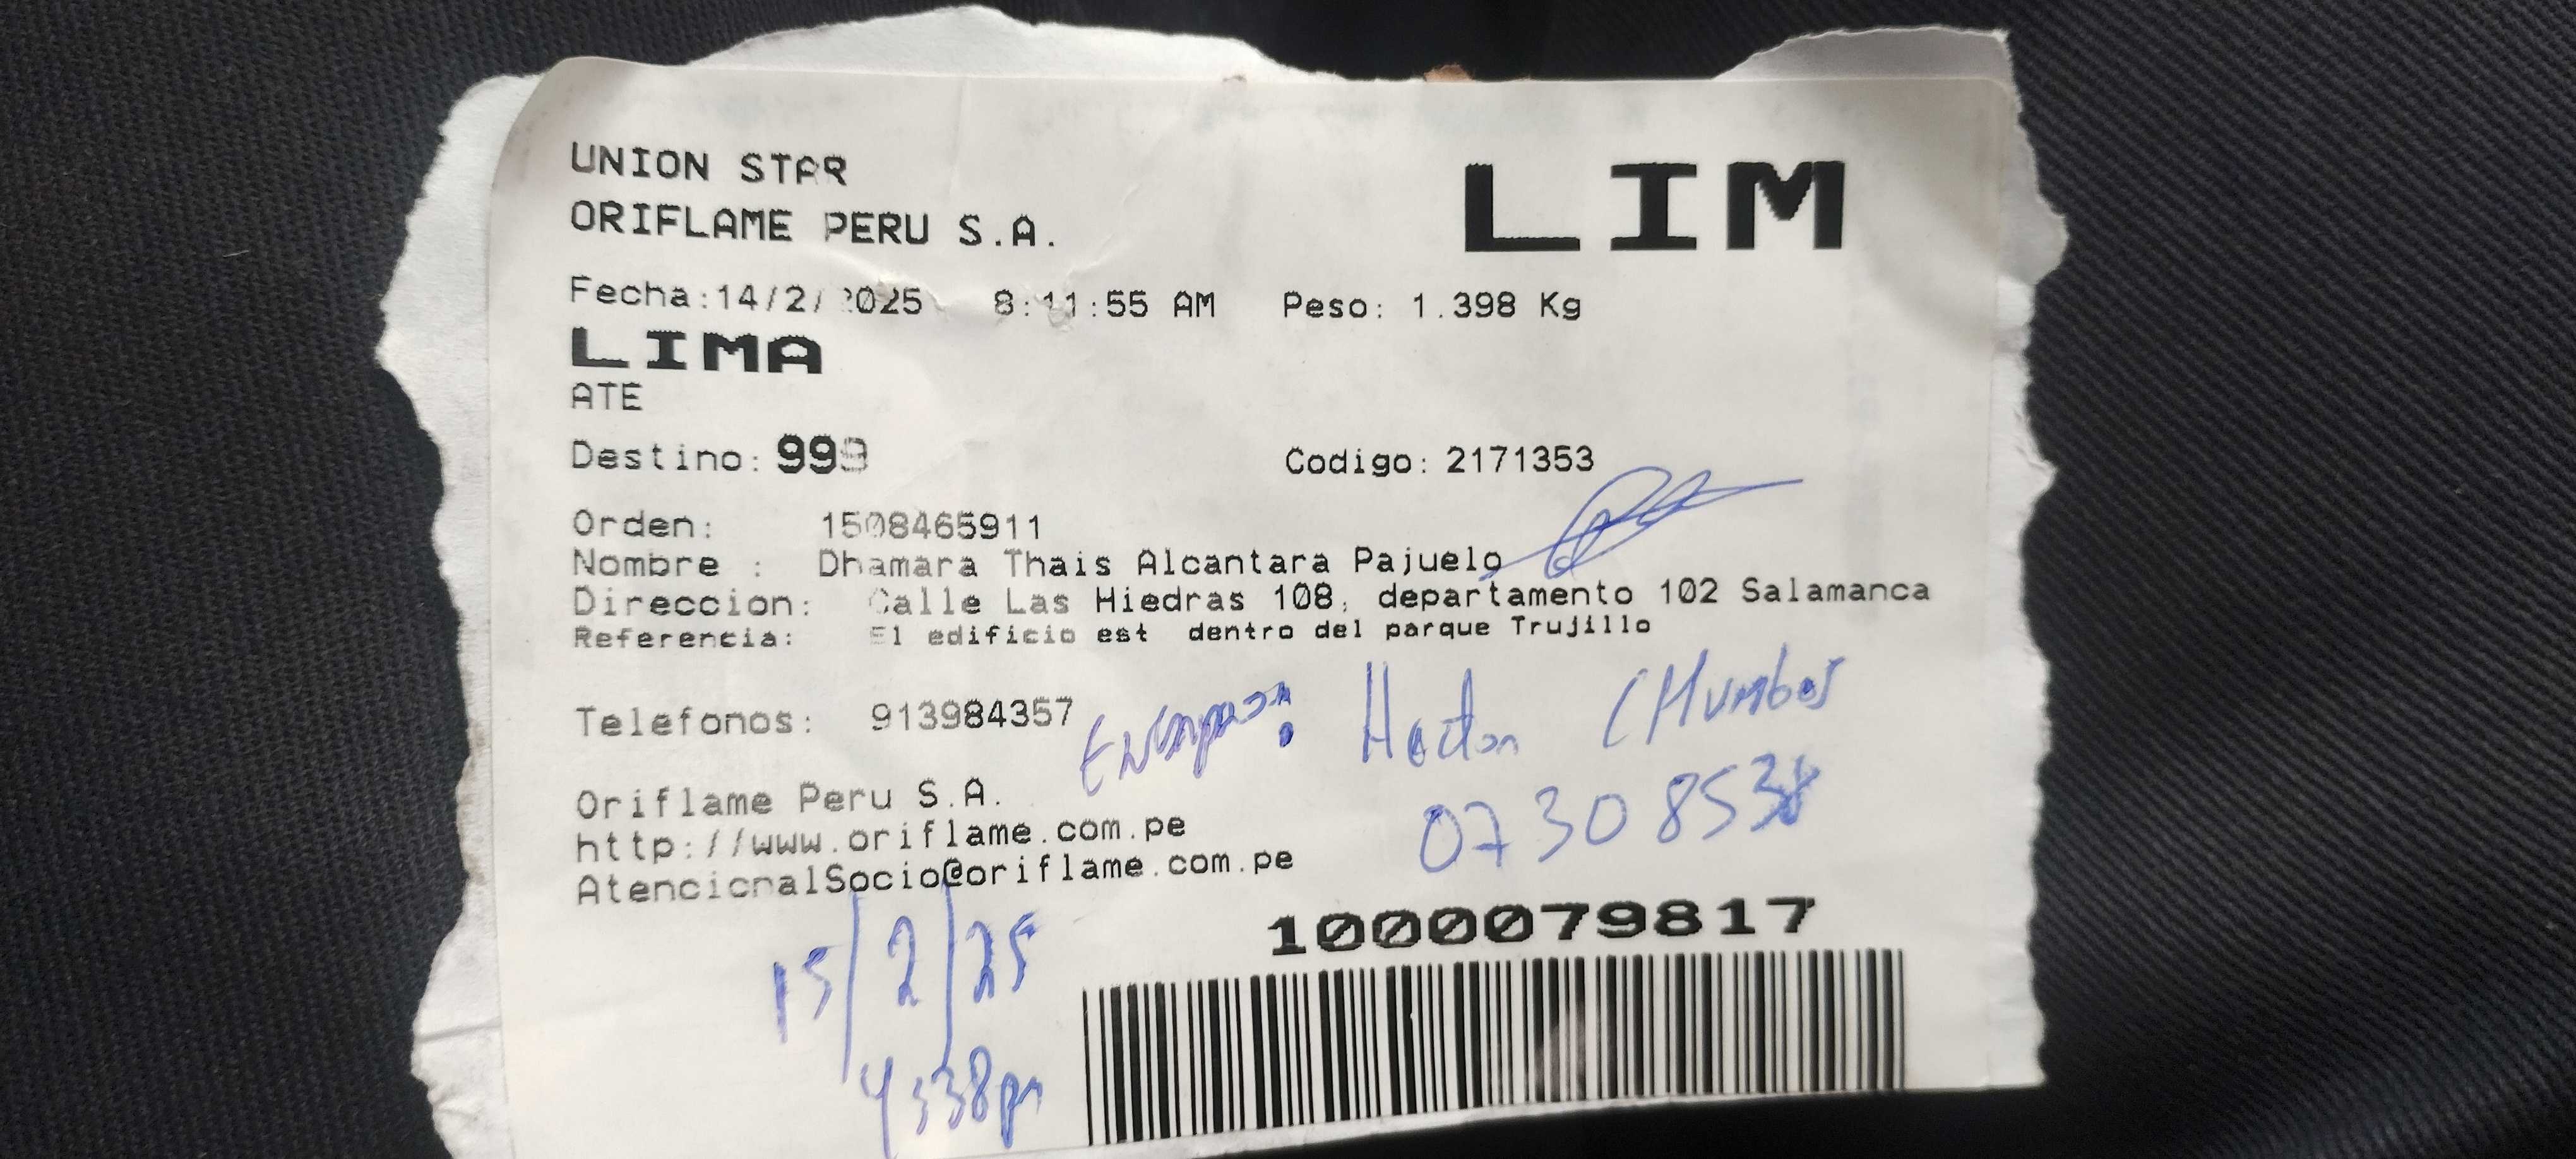 UNION STAR
LIM
ORIFLAME PERU S.A.
Fecha:14/2/2025 8:11:55 AM Peso: 1.398 Kg
LIMA
ATE
Destino: 999 Codigo: 2171353
Orden: 1508465911
Nombre : Dhamara Thais Alcantara Pajuelo
Direccion: Calle Las Hiedras 108, departamento 102 Salamanca
Referencia: El edificio est dentro del parque Trujillo
Telefonos: 913984357
Oriflame Peru S.A.
http://www.oriflame.com.pe
AtencionalSocio@oriflame.com.pe
1000079817
15/2/25
4:38pm